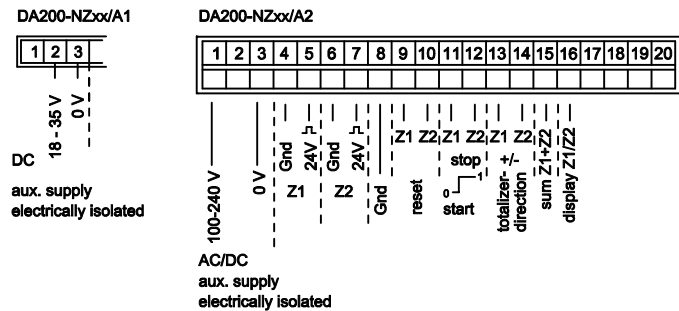 DA200-NZxx/A1
1 2 3
18 - 35 V
0 V
DC
aux. supply
electrically isolated
DA200-NZxx/A2
1 2 3 4 5 6 7 8 9 10 11 12 13 14 15 16 17 18 19 20
100-240 V
0 V
Gnd
24V
Z1
Gnd
24V
Z2
Gnd
Z1 Z2
reset
Z1 Z2
stop
0 1
start
Z1 Z2
+/-
totalizer-
direction
sum Z1+Z2
display Z1/Z2
AC/DC
aux. supply
electrically isolated